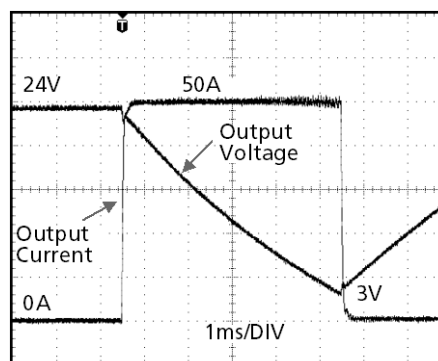 T
24V
50A
Output
Voltage
Output
Current
0A
3V
1ms/DIV